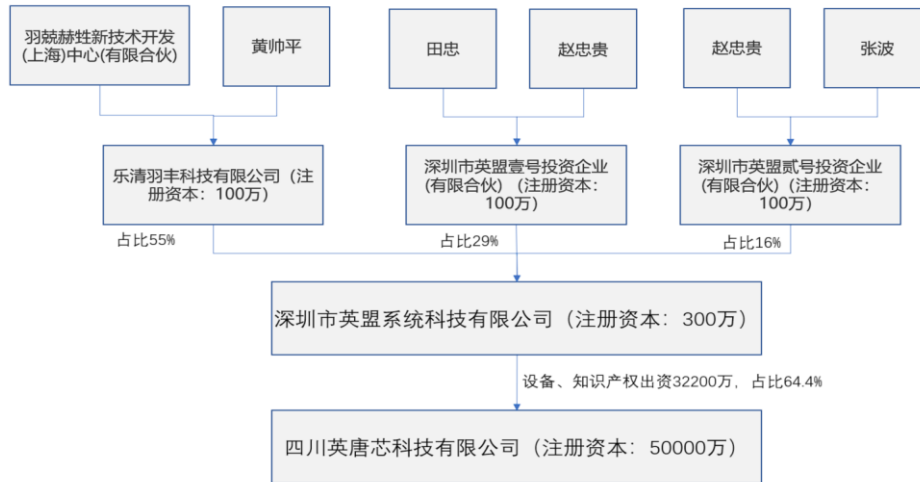 羽兢赫甡新技术开发
(上海)中心(有限合伙)
黄帅平
田忠
赵忠贵
赵忠贵
张波
乐清羽丰科技有限公司（注
册资本：100万）
深圳市英盟壹号投资企业
(有限合伙)（注册资本：
100万）
深圳市英盟贰号投资企业
(有限合伙)（注册资本：
100万）
占比55%
占比29%
占比16%
深圳市英盟系统科技有限公司（注册资本：300万）
设备、知识产权出资32200万，占比64.4%
四川英唐芯科技有限公司（注册资本：50000万）